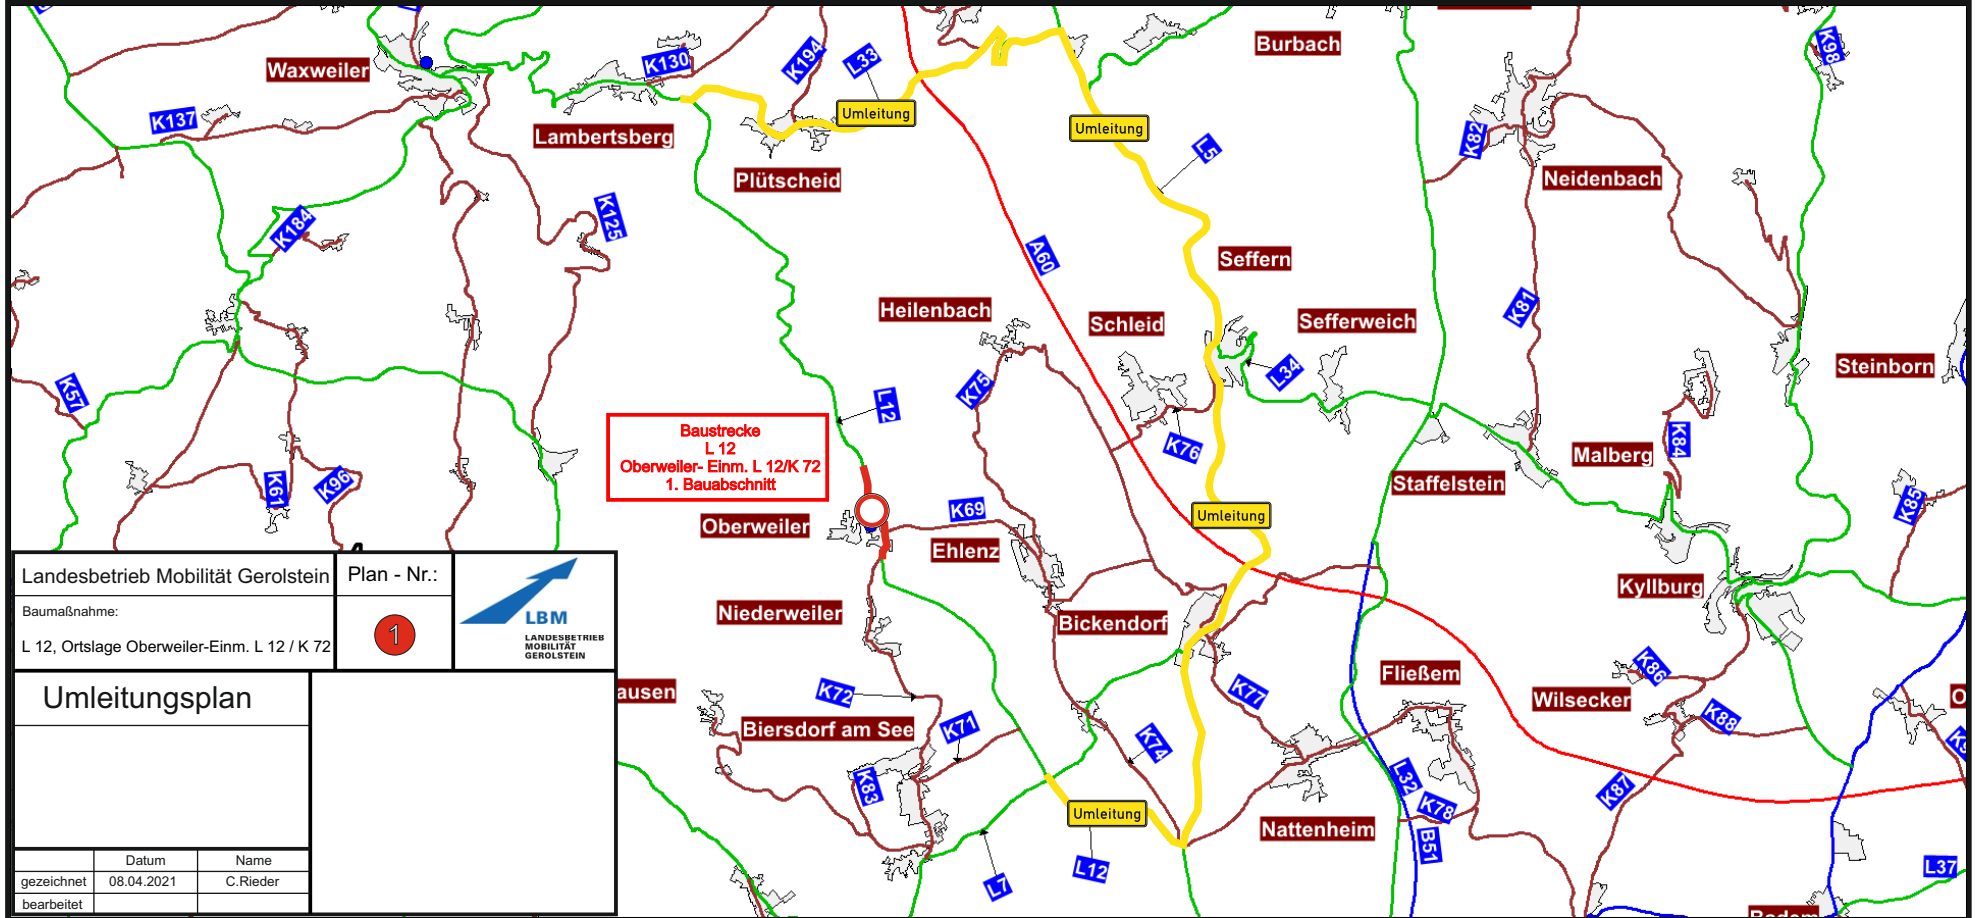 Burbach
K98
Waxweiler
K130
K194
L33
K137
Lambertsberg
Umleitung
Umleitung
K82
L5
Plütscheid
Neidenbach
K184
K125
A60
Seffern
Heilenbach
Schleid
Sefferweich
K81
K57
K75
L34
Steinborn
L12
Baustrecke
L 12
Oberweiler- Einm. L 12/K 72
1. Bauabschnitt
K76
K84
Malberg
K61
K96
Staffelstein
K85
Oberweiler
K69
Umleitung
Ehlenz
Kyllburg
Niederweiler
Bickendorf
K86
Fließem
Wilsecker
ausen
K72
K77
K88
O
Biersdorf am See
K71
K74
K83
L32
K78
K87
Umleitung
Nattenheim
B51
L7
L12
L37
Landesbetrieb Mobilität Gerolstein
Plan - Nr.:
Baumaßnahme:
L 12, Ortslage Oberweiler-Einm. L 12 / K 72
1
LBM
LANDESBETRIEB
MOBILITÄT
GEROLSTEIN
Umleitungsplan
Datum
Name
gezeichnet
08.04.2021
C.Rieder
bearbeitet